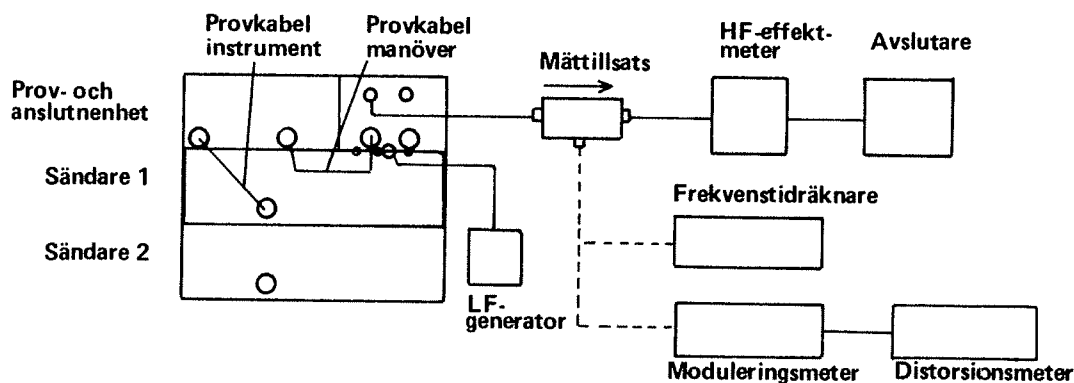 Provkabel
instrument
Provkabel
manöver
Mättillsats
HF-effekt-
meter
Avslutare
Prov- och
anslutnenhet
Sändare 1
Sändare 2
LF-
generator
Frekvenstidräknare
Moduleringsmeter
Distorsionsmeter